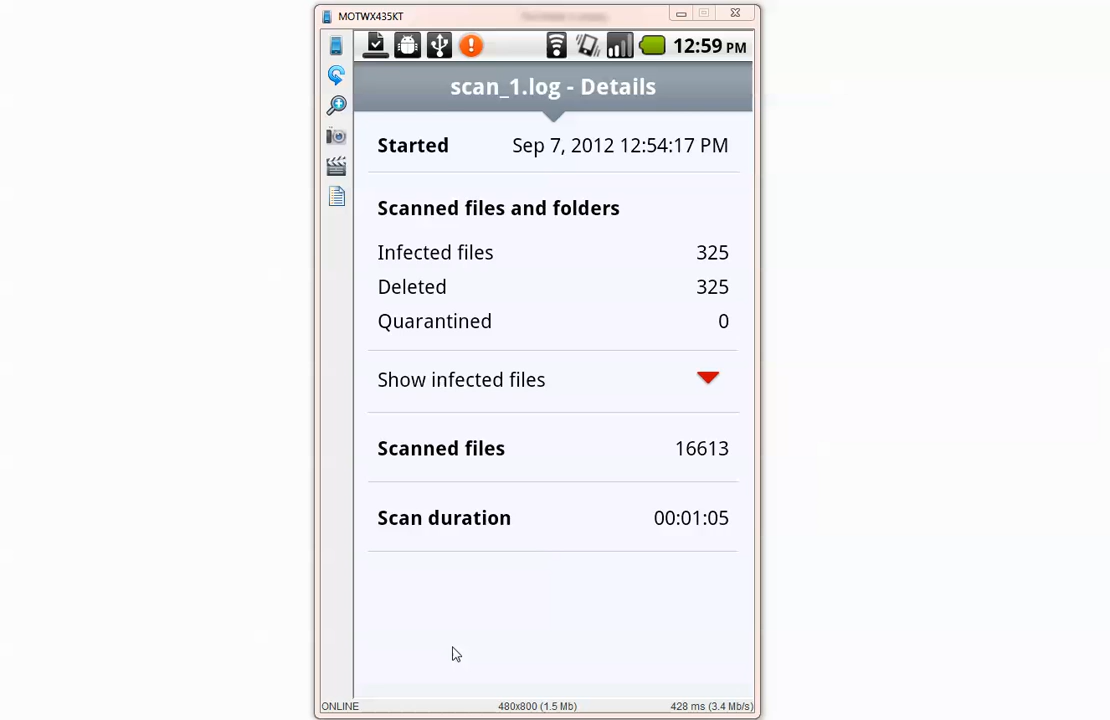 MOTWX435KT
12:59 PM
scan_1.log - Details
Started Sep 7, 2012 12:54:17 PM
Scanned files and folders
Infected files 325
Deleted 325
Quarantined 0
Show infected files
Scanned files 16613
Scan duration 00:01:05
ONLINE 480x800 (1.5 Mb) 428 ms (3.4 Mb/s)